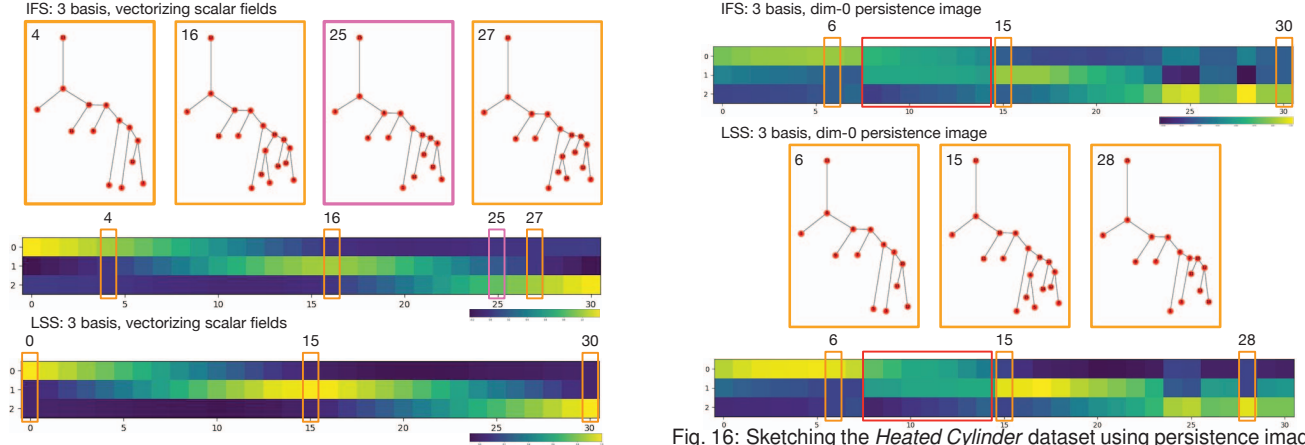 IFS: 3 basis, vectorizing scalar fields
4 16 25 27
4 16 25 27
0
1
2
0 5 10 15 20 25 30
LSS: 3 basis, vectorizing scalar fields
0 15 30
0
1
2
0 5 10 15 20 25 30
IFS: 3 basis, dim-0 persistence image
6 15 30
0
1
2
0 5 10 15 20 25 30
LSS: 3 basis, dim-0 persistence image
6 15 28
6 15 28
0
1
2
0 5 10 15 20 25 30
Fig. 16: Sketching the Heated Cylinder dataset using persistence imag